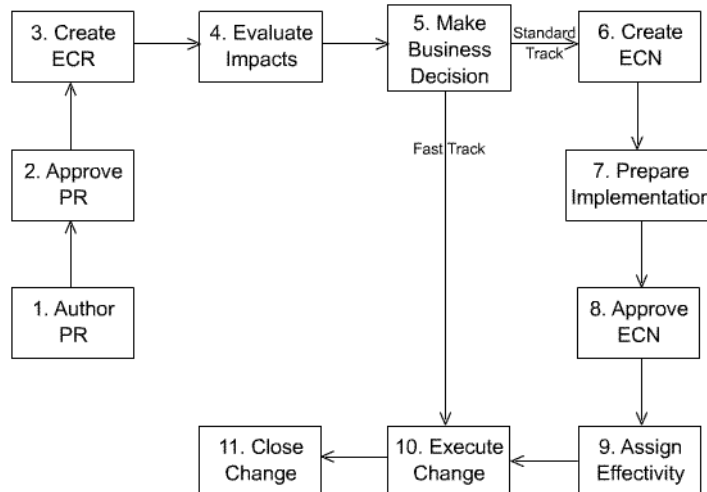 3. Create
ECR
4. Evaluate
Impacts
5. Make
Business
Decision
Standard
Track
6. Create
ECN
2. Approve
PR
Fast Track
7. Prepare
Implementation
1. Author
PR
8. Approve
ECN
11. Close
Change
10. Execute
Change
9. Assign
Effectivity